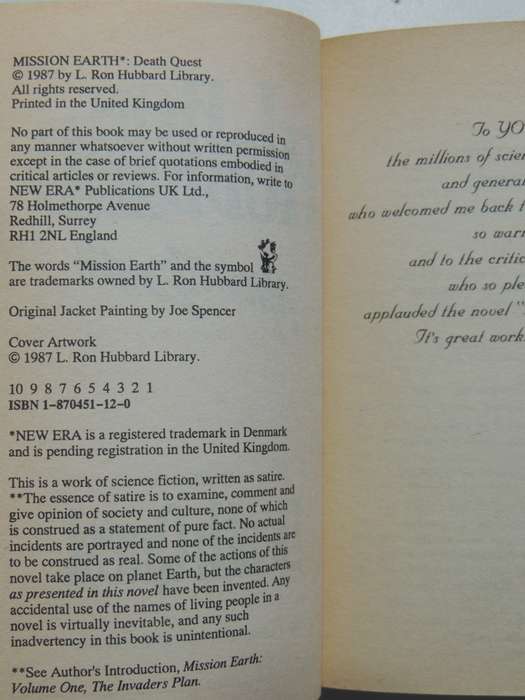 MISSION EARTH*: Death Quest
© 1987 by L. Ron Hubbard Library.
All rights reserved.
Printed in the United Kingdom
No part of this book may be used or reproduced in
any manner whatsoever without written permission
except in the case of brief quotations embodied in
critical articles or reviews. For information, write to
NEW ERA* Publications UK Ltd.,
78 Holmethorpe Avenue
Redhill, Surrey
RH1 2NL England
The words "Mission Earth" and the symbol
are trademarks owned by L. Ron Hubbard Library.
Original Jacket Painting by Joe Spencer
Cover Artwork
© 1987 L. Ron Hubbard Library.
10 9 8 7 6 5 4 3 2 1
ISBN 1-870451-12-0
*NEW ERA is a registered trademark in Denmark
and is pending registration in the United Kingdom.
This is a work of science fiction, written as satire.
**The essence of satire is to examine, comment and
give opinion of society and culture, none of which
is construed as a statement of pure fact. No actual
incidents are portrayed and none of the incidents are
to be construed as real. Some of the actions of this
novel take place on planet Earth, but the characters
as presented in this novel have been invented. Any
accidental use of the names of living people in a
novel is virtually inevitable, and any such
inadvertency in this book is unintentional.
**See Author's Introduction, Mission Earth:
Volume One, The Invaders Plan.
To YO
the millions of scien
and genera
who welcomed me back t
so warm
and to the critic
who so ple
applauded the novel "
It's great work